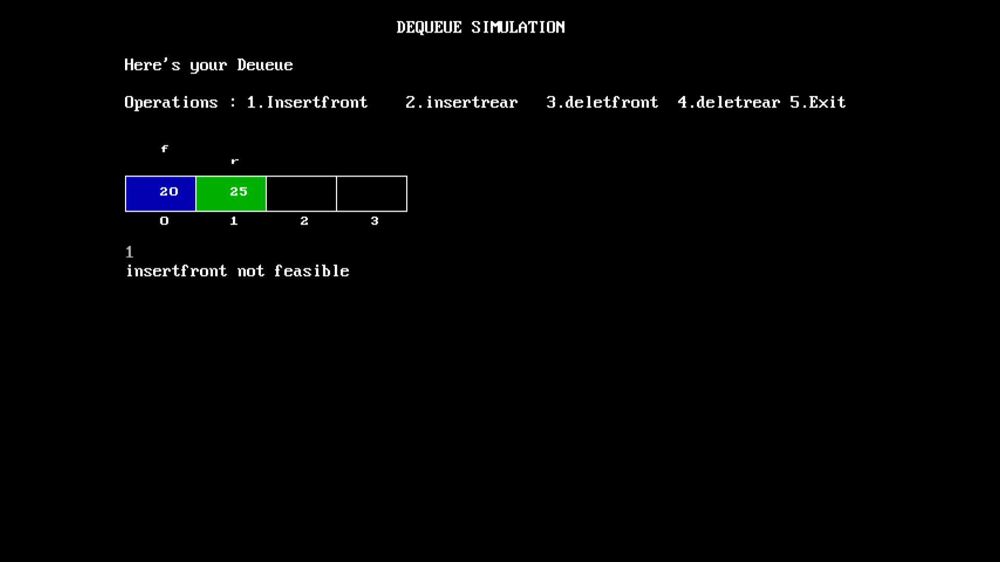 DEQUEUE SIMULATION
Here's your Deueue
Operations : 1.Insertfront 2.insertrear 3.deletfront 4.deletrear 5.Exit
f
r
20 25
0 1 2 3
1
insertfront not feasible